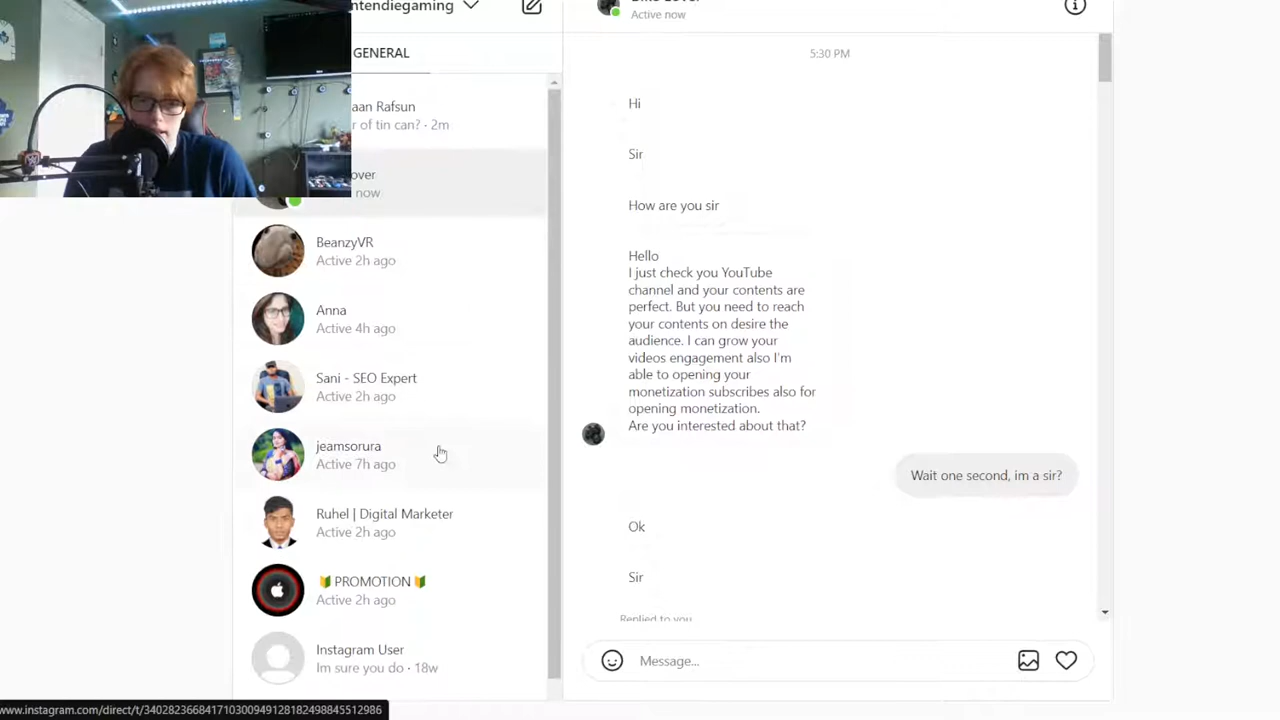 ntendiegaming
GENERAL
aan Rafsun
r of tin can? · 2m
over
now
BeanzyVR
Active 2h ago
Anna
Active 4h ago
Sani - SEO Expert
Active 2h ago
jeamsorura
Active 7h ago
Ruhel | Digital Marketer
Active 2h ago
🔰 PROMOTION 🔰
Active 2h ago
Instagram User
Im sure you do · 18w
www.instagram.com/direct/t/340282366841710300949128182498845512986
Active now
5:30 PM
Hi
Sir
How are you sir
Hello
I just check you YouTube
channel and your contents are
perfect. But you need to reach
your contents on desire the
audience. I can grow your
videos engagement also I'm
able to opening your
monetization subscribes also for
opening monetization.
Are you interested about that?
Wait one second, im a sir?
Ok
Sir
Replied to you
Message...